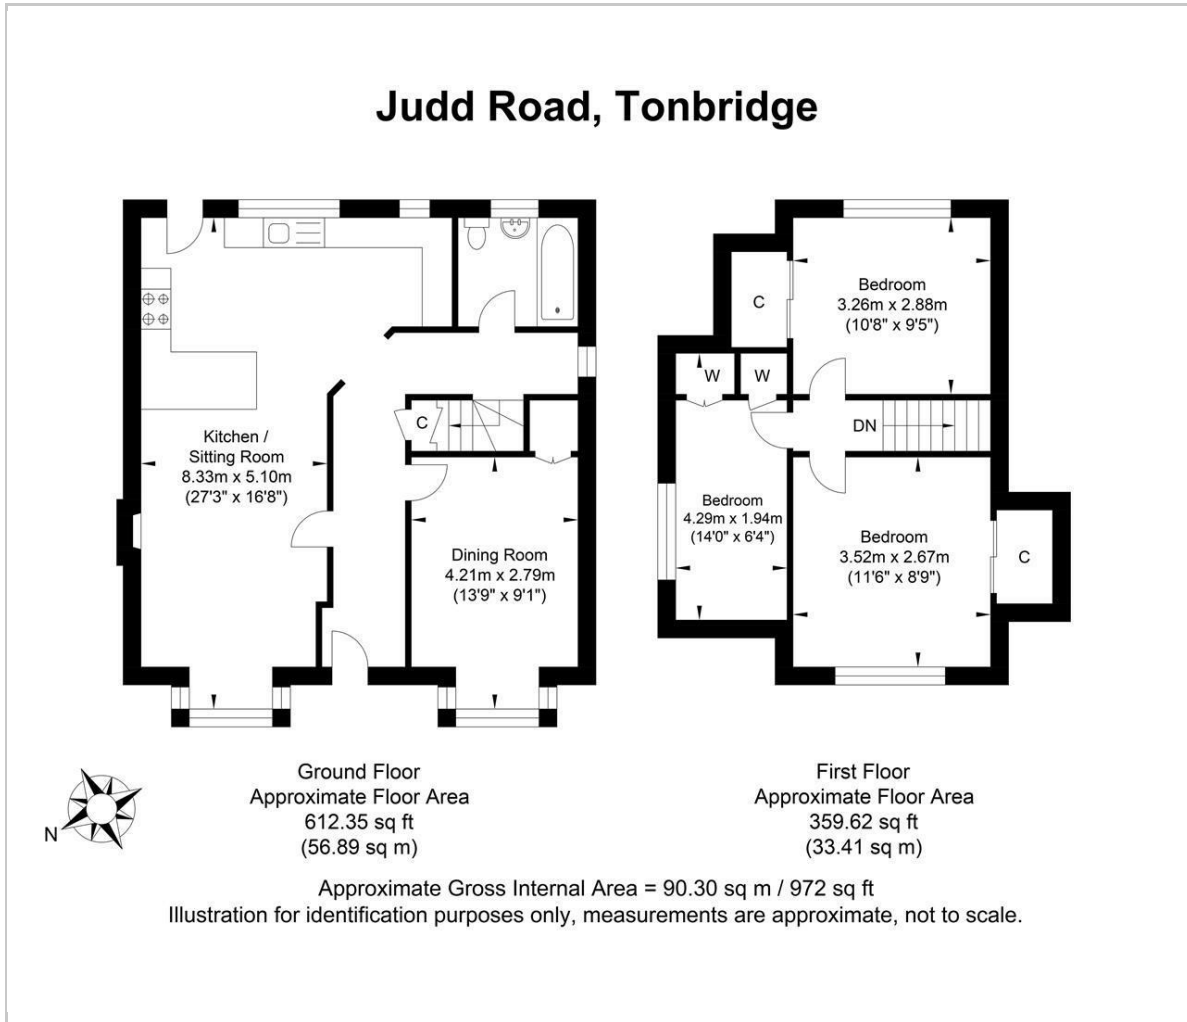 Judd Road, Tonbridge
Kitchen /
Sitting Room
8.33m x 5.10m
(27'3" x 16'8")
C
Dining Room
4.21m x 2.79m
(13'9" x 9'1")
C
Bedroom
3.26m x 2.88m
(10'8" x 9'5")
W
W
DN
Bedroom
4.29m x 1.94m
(14'0" x 6'4")
Bedroom
3.52m x 2.67m
(11'6" x 8'9")
C
N
Ground Floor
Approximate Floor Area
612.35 sq ft
(56.89 sq m)
First Floor
Approximate Floor Area
359.62 sq ft
(33.41 sq m)
Approximate Gross Internal Area = 90.30 sq m / 972 sq ft
Illustration for identification purposes only, measurements are approximate, not to scale.